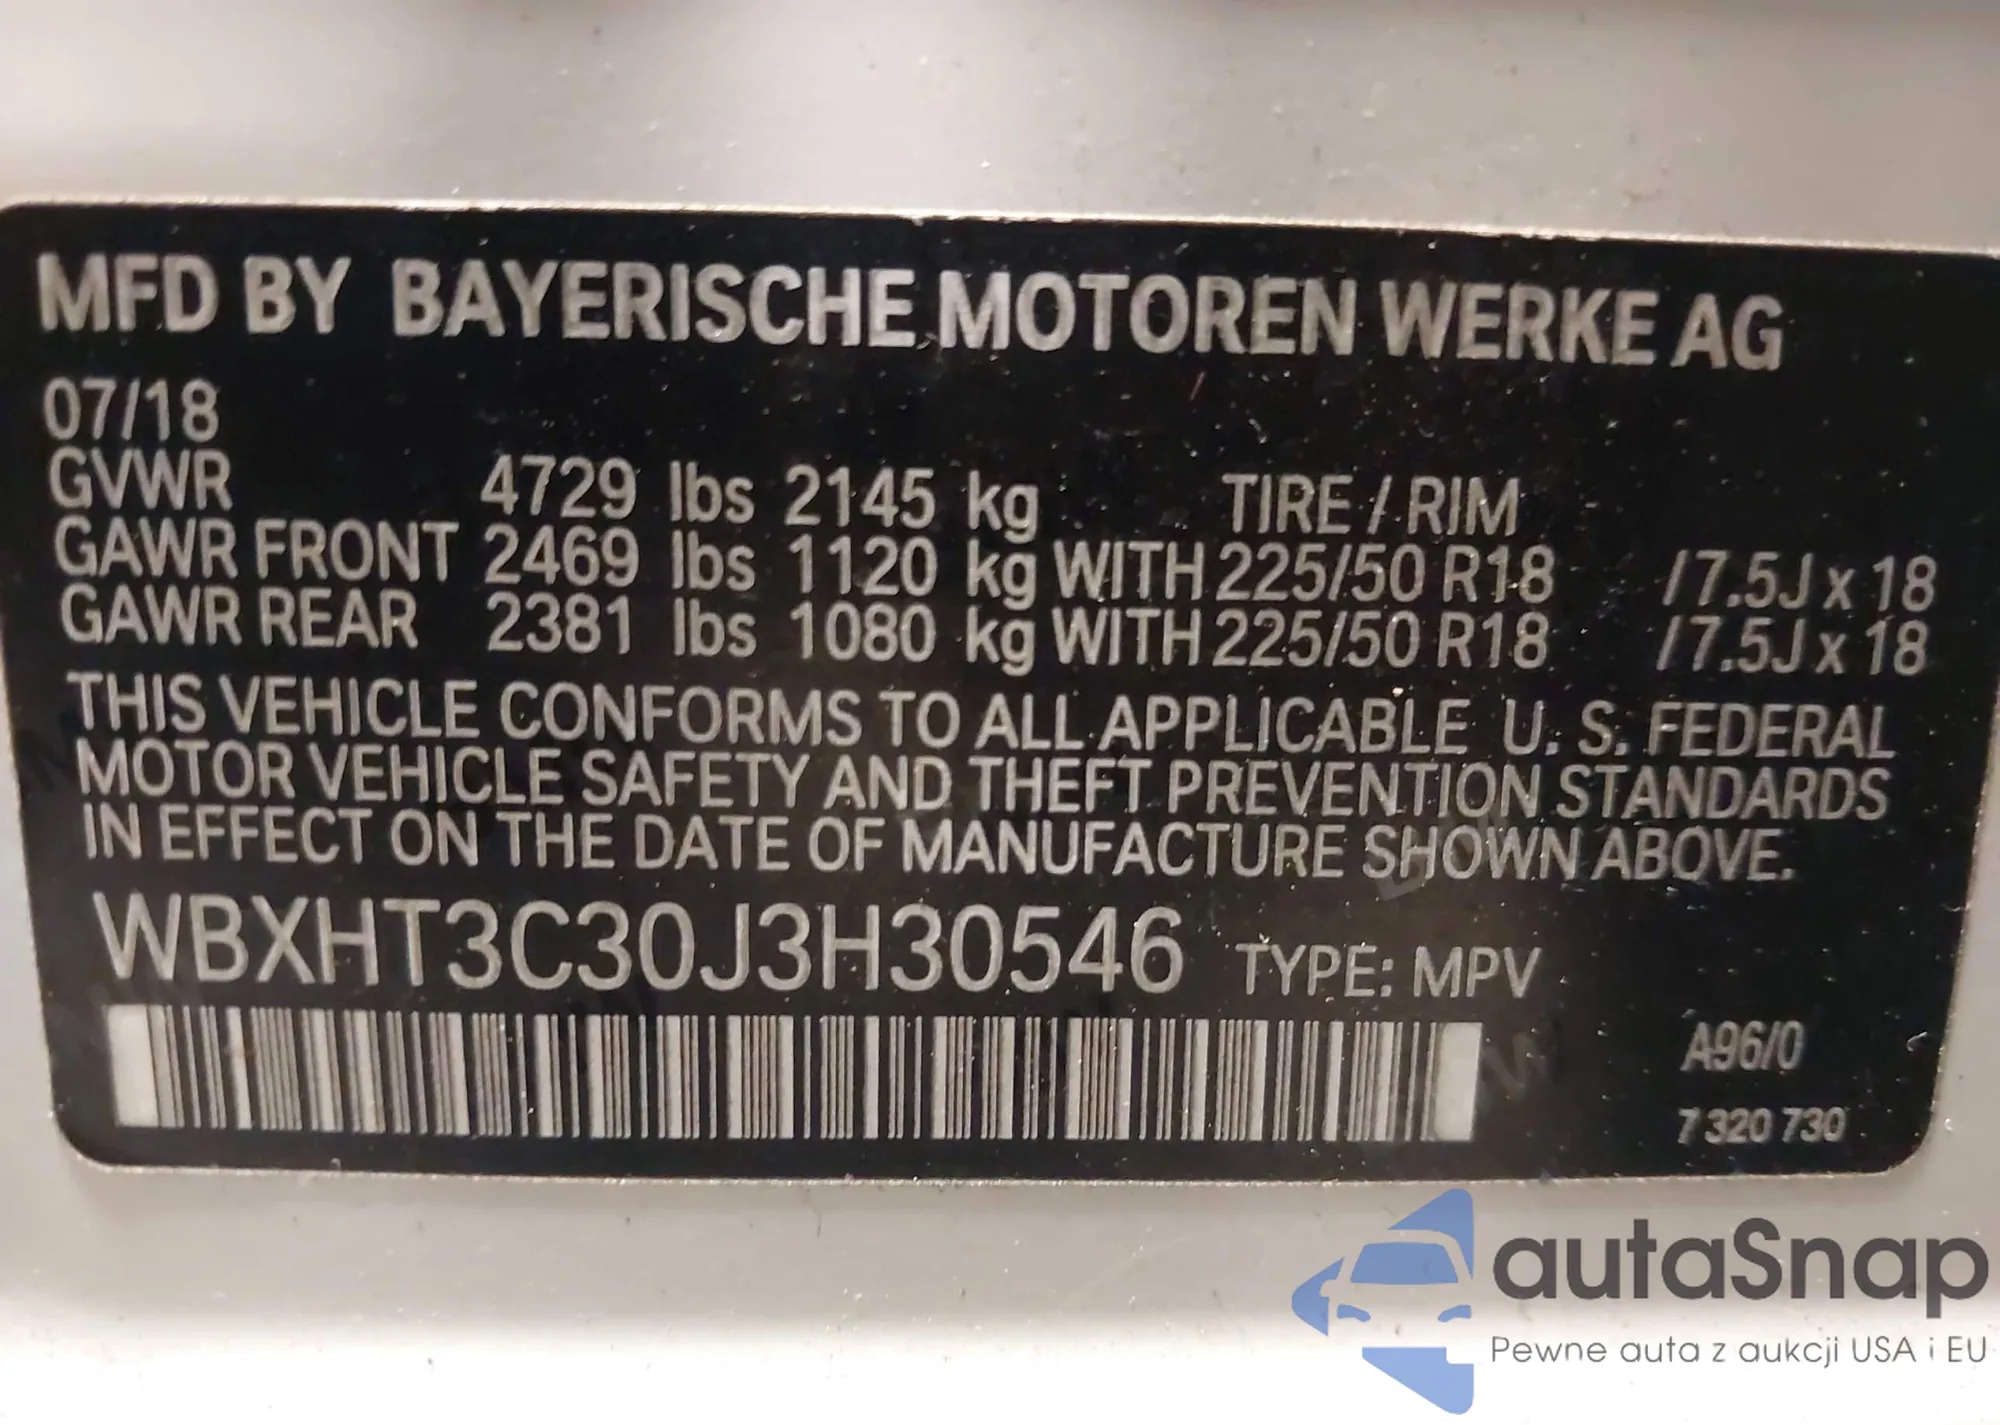 MFD BY BAYERISCHE MOTOREN WERKE AG
07/18
GVWR 4729 lbs 2145 kg TIRE / RIM
GAWR FRONT 2469 lbs 1120 kg WITH 225/50 R18 / 7.5J x 18
GAWR REAR 2381 lbs 1080 kg WITH 225/50 R18 / 7.5J x 18
THIS VEHICLE CONFORMS TO ALL APPLICABLE U. S. FEDERAL
MOTOR VEHICLE SAFETY AND THEFT PREVENTION STANDARDS
IN EFFECT ON THE DATE OF MANUFACTURE SHOWN ABOVE.
WBXHT3C30J3H30546 TYPE: MPV
A96/0
7 320 730
autaSnap
Pewne auta z aukcji USA i EU